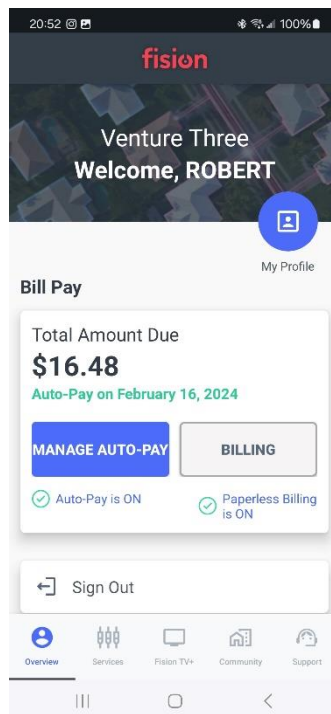 20:52 100%
fision
Venture Three
Welcome, ROBERT
My Profile
Bill Pay
Total Amount Due
$16.48
Auto-Pay on February 16, 2024
MANAGE AUTO-PAY BILLING
Auto-Pay is ON Paperless Billing
is ON
Sign Out
Overview Services Fision TV+ Community Support